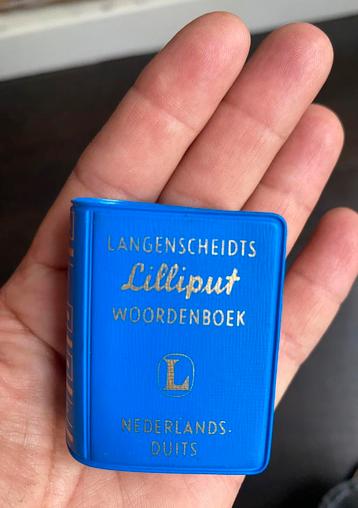 LANGENSCHEIDTS
Lilliput
WOORDENBOEK
L
NEDERLANDS-
DUITS